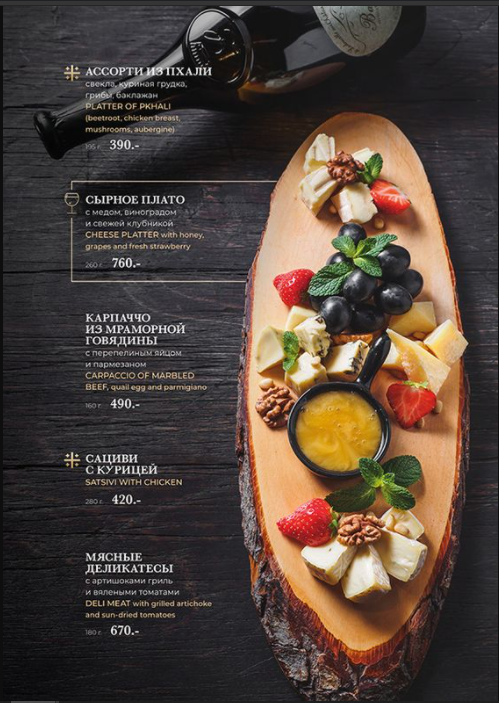 АССОРТИ ИЗ ПХАЛИ
свекла, куриная грудка,
грибы, баклажан
PLATTER OF PKHALI
(beetroot, chicken breast,
mushrooms, aubergine)
195 г. 390.-
СЫРНОЕ ПЛАТО
с медом, виноградом
и свежей клубникой
CHEESE PLATTER with honey,
grapes and fresh strawberry
260 г. 760.-
КАРПАЧЧО
ИЗ МРАМОРНОЙ
ГОВЯДИНЫ
с перепелиным яйцом
и пармезаном
CARPACCIO OF MARBLED
BEEF, quail egg and parmigiano
160 г. 490.-
САЦИВИ
С КУРИЦЕЙ
SATSIVI WITH CHICKEN
280 г. 420.-
МЯСНЫЕ
ДЕЛИКАТЕСЫ
с артишоками гриль
и вялеными томатами
DELI MEAT with grilled artichoke
and sun-dried tomatoes
180 г. 670.-